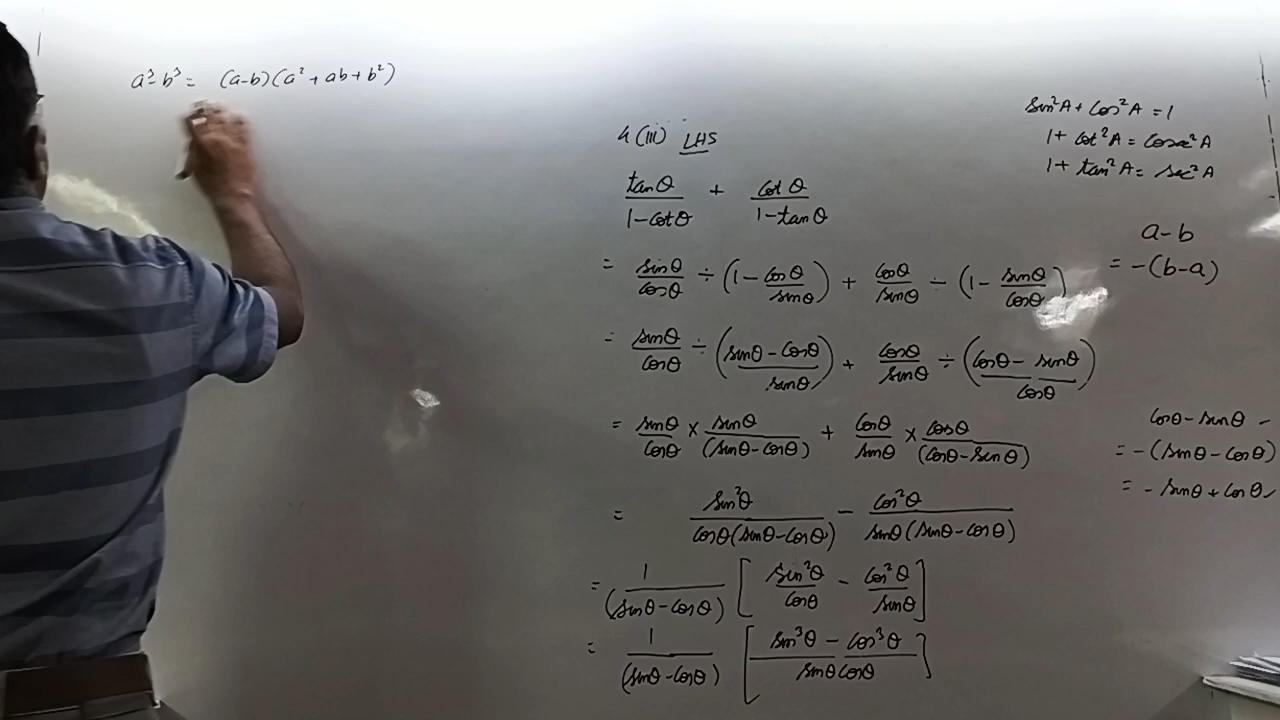 a³ - b³ = (a-b)(a² + ab + b²)
4 (iii) LHS
tanθ/(1-cotθ) + cotθ/(1-tanθ)
= sinθ/cosθ ÷ (1 - cosθ/sinθ) + cosθ/sinθ ÷ (1 - sinθ/cosθ)
= sinθ/cosθ ÷ ((sinθ - cosθ)/sinθ) + cosθ/sinθ ÷ ((cosθ - sinθ)/cosθ)
= sinθ/cosθ × sinθ/(sinθ-cosθ) + cosθ/sinθ × cosθ/(cosθ-sinθ)
= sin²θ/(cosθ(sinθ-cosθ)) - cos²θ/(sinθ(sinθ-cosθ))
= 1/(sinθ-cosθ) [sin²θ/cosθ - cos²θ/sinθ]
= 1/(sinθ-cosθ) [(sin³θ - cos³θ)/(sinθcosθ)]
sin²A + cos²A = 1
1 + cot²A = cosec²A
1 + tan²A = sec²A
a-b
= -(b-a)
cosθ - sinθ -
= -(sinθ - cosθ)
= - sinθ + cosθ